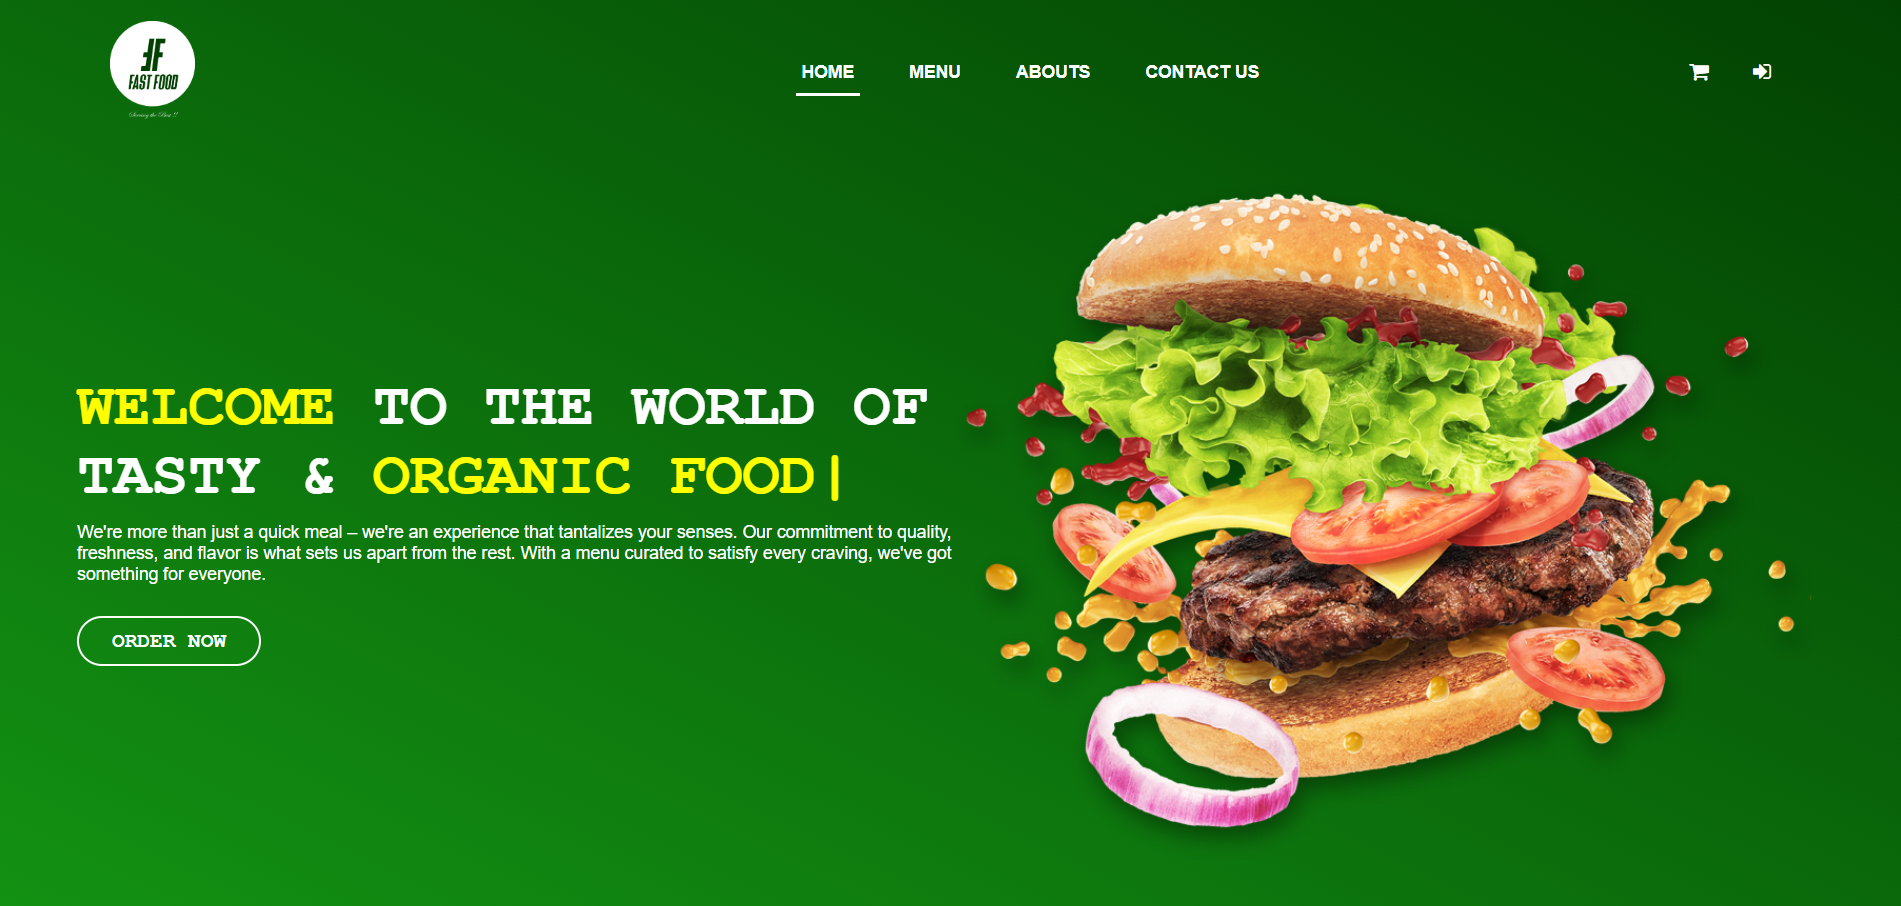 FF
FAST FOOD
Serving the Best !!
HOME MENU ABOUTS CONTACT US
WELCOME TO THE WORLD OF
TASTY & ORGANIC FOOD|
We're more than just a quick meal – we're an experience that tantalizes your senses. Our commitment to quality,
freshness, and flavor is what sets us apart from the rest. With a menu curated to satisfy every craving, we've got
something for everyone.
ORDER NOW